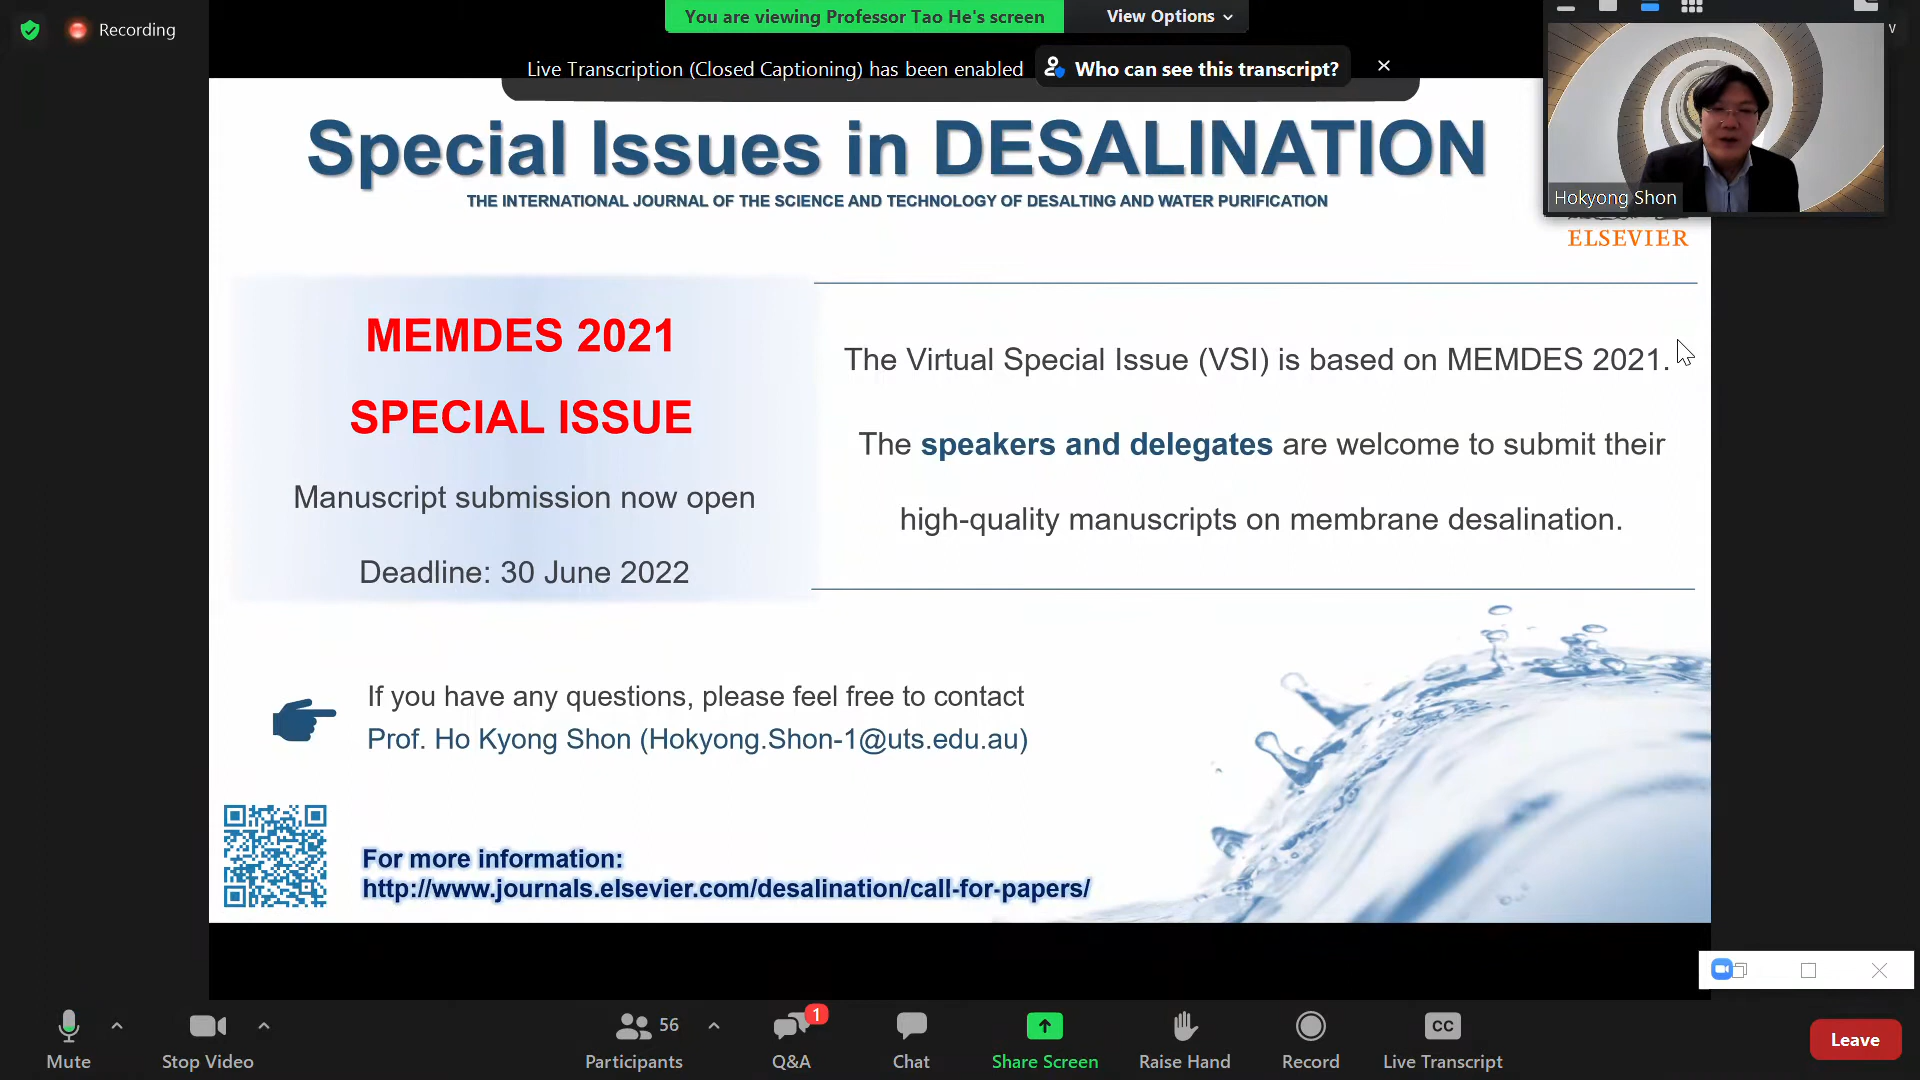 Recording
You are viewing Professor Tao He's screen
View Options
Live Transcription (Closed Captioning) has been enabled
Who can see this transcript?
Special Issues in DESALINATION
THE INTERNATIONAL JOURNAL OF THE SCIENCE AND TECHNOLOGY OF DESALTING AND WATER PURIFICATION
Hokyong Shon
ELSEVIER
MEMDES 2021
SPECIAL ISSUE
Manuscript submission now open
Deadline: 30 June 2022
The Virtual Special Issue (VSI) is based on MEMDES 2021.
The speakers and delegates are welcome to submit their
high-quality manuscripts on membrane desalination.
If you have any questions, please feel free to contact
Prof. Ho Kyong Shon (Hokyong.Shon-1@uts.edu.au)
For more information:
http://www.journals.elsevier.com/desalination/call-for-papers/
Mute
Stop Video
56
Participants
1
Q&A
Chat
Share Screen
Raise Hand
Record
CC
Live Transcript
Leave